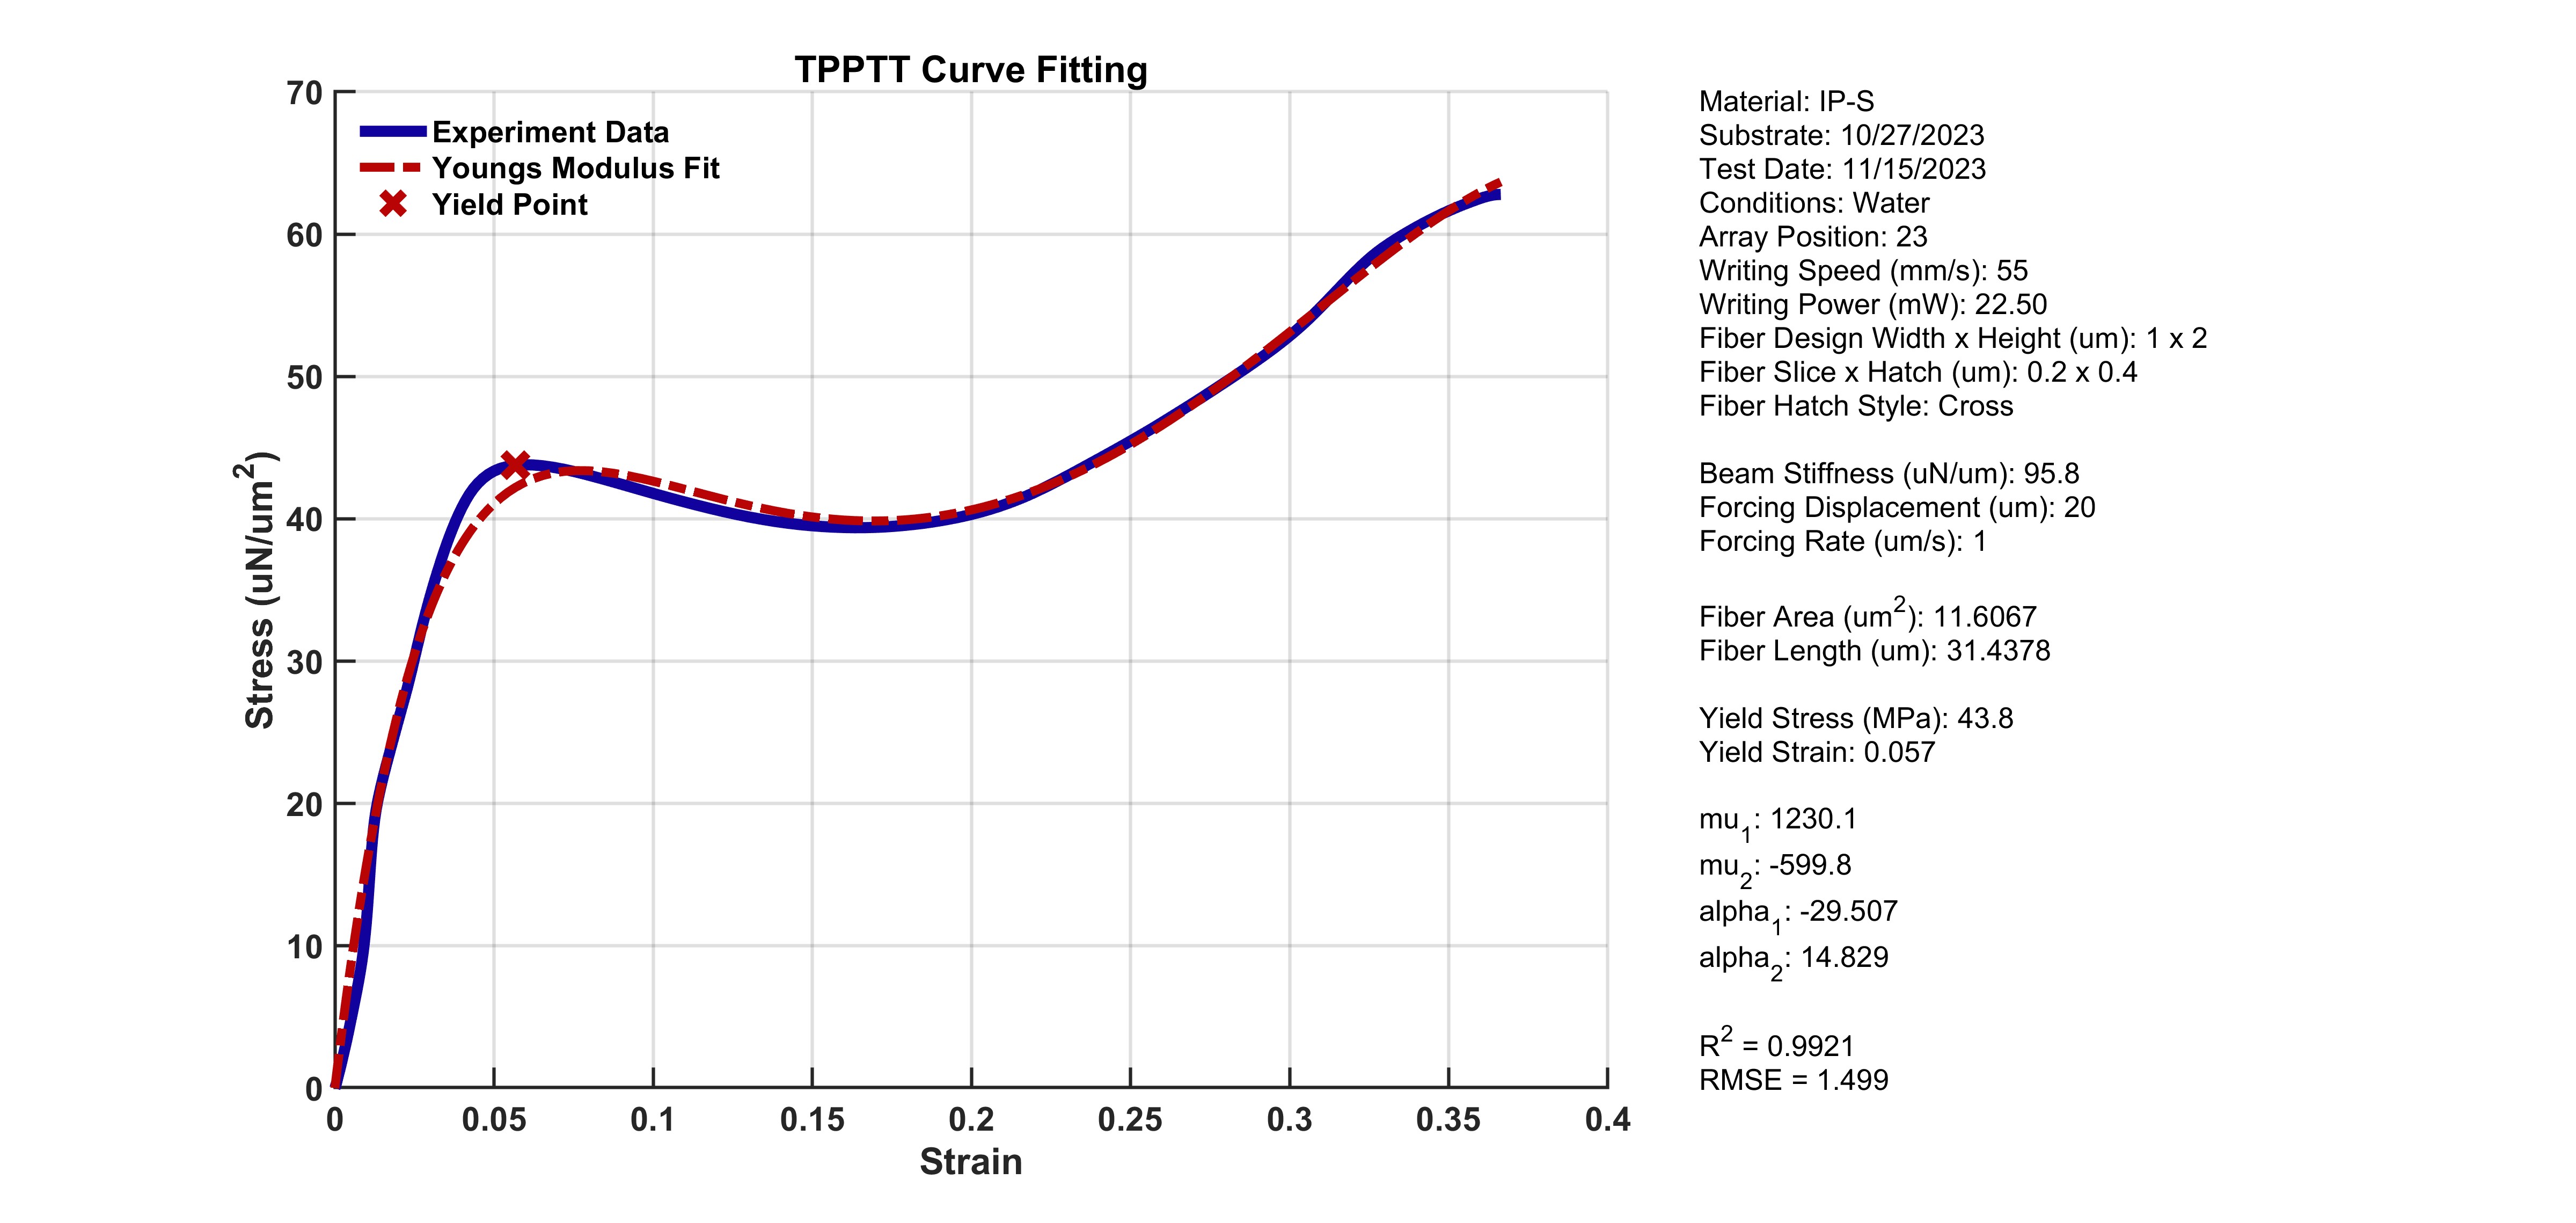 TPPTT Curve Fitting
70
60
50
40
30
20
10
0
Stress (uN/um²)
Experiment Data
Youngs Modulus Fit
Yield Point
0 0.05 0.1 0.15 0.2 0.25 0.3 0.35 0.4
Strain
Material: IP-S
Substrate: 10/27/2023
Test Date: 11/15/2023
Conditions: Water
Array Position: 23
Writing Speed (mm/s): 55
Writing Power (mW): 22.50
Fiber Design Width x Height (um): 1 x 2
Fiber Slice x Hatch (um): 0.2 x 0.4
Fiber Hatch Style: Cross
Beam Stiffness (uN/um): 95.8
Forcing Displacement (um): 20
Forcing Rate (um/s): 1
Fiber Area (um²): 11.6067
Fiber Length (um): 31.4378
Yield Stress (MPa): 43.8
Yield Strain: 0.057
mu₁: 1230.1
mu₂: -599.8
alpha₁: -29.507
alpha₂: 14.829
R² = 0.9921
RMSE = 1.499